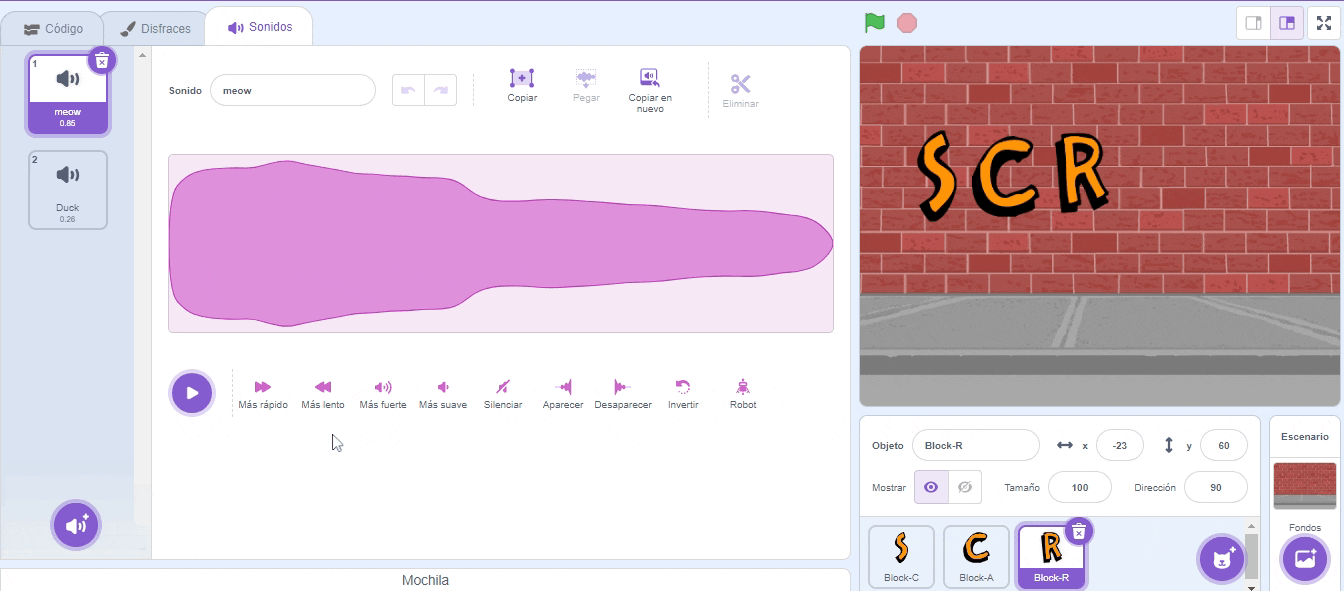 Código
Disfraces
Sonidos
1
meow
0.85
2
Duck
0.26
Sonido
meow
Copiar
Pegar
Copiar en
nuevo
Eliminar
Más rápido
Más lento
Más fuerte
Más suave
Silenciar
Aparecer
Desaparecer
Invertir
Robot
Mochila
S C R
Objeto
Block-R
x
-23
y
60
Mostrar
Tamaño
100
Dirección
90
S
Block-C
C
Block-A
R
Block-R
Escenario
Fondos